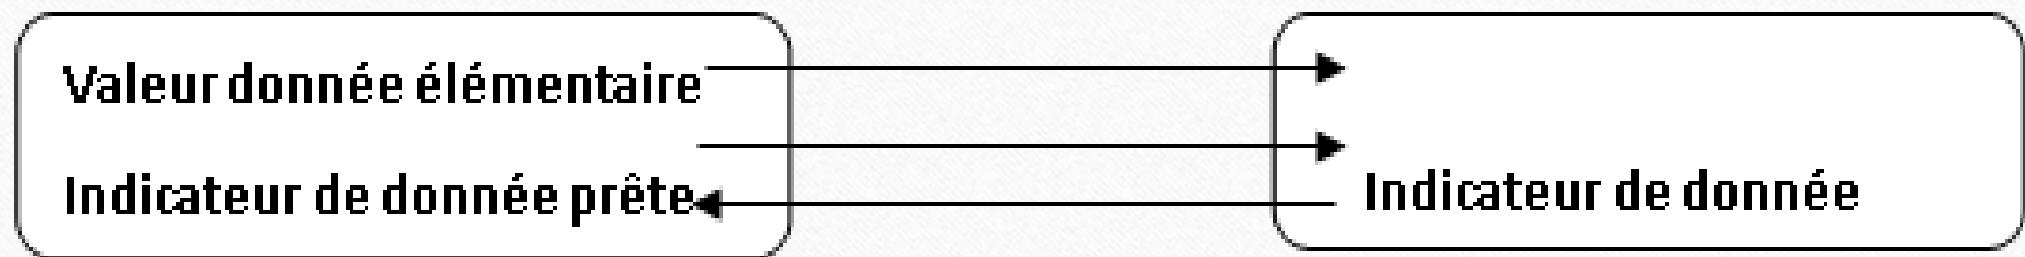 Valeur donnée élémentaire
Indicateur de donnée prête
Indicateur de donnée